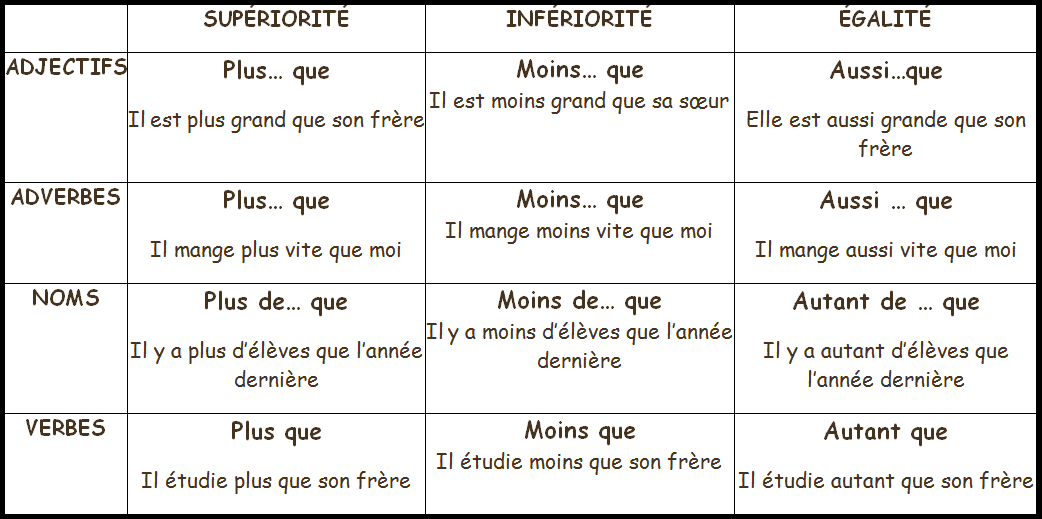 SUPÉRIORITÉ INFÉRIORITÉ ÉGALITÉ
ADJECTIFS
Plus... que
Il est plus grand que son frère
Moins... que
Il est moins grand que sa sœur
Aussi...que
Elle est aussi grande que son
frère
ADVERBES
Plus... que
Il mange plus vite que moi
Moins... que
Il mange moins vite que moi
Aussi ... que
Il mange aussi vite que moi
NOMS
Plus de... que
Il y a plus d’élèves que l’année
dernière
Moins de... que
Il y a moins d’élèves que l’année
dernière
Autant de ... que
Il y a autant d’élèves que
l’année dernière
VERBES
Plus que
Il étudie plus que son frère
Moins que
Il étudie moins que son frère
Autant que
Il étudie autant que son frère